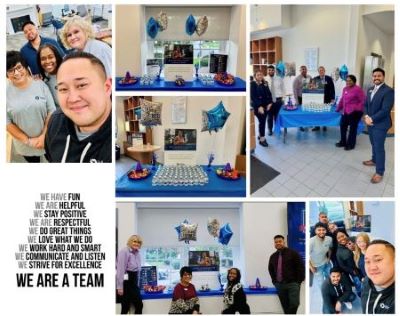 WE HAVE FUN
WE ARE HELPFUL
WE STAY POSITIVE
WE ARE RESPECTFUL
WE DO GREAT THINGS
WE LOVE WHAT WE DO
WE WORK HARD AND SMART
WE COMMUNICATE AND LISTEN
WE STRIVE FOR EXCELLENCE
WE ARE A TEAM